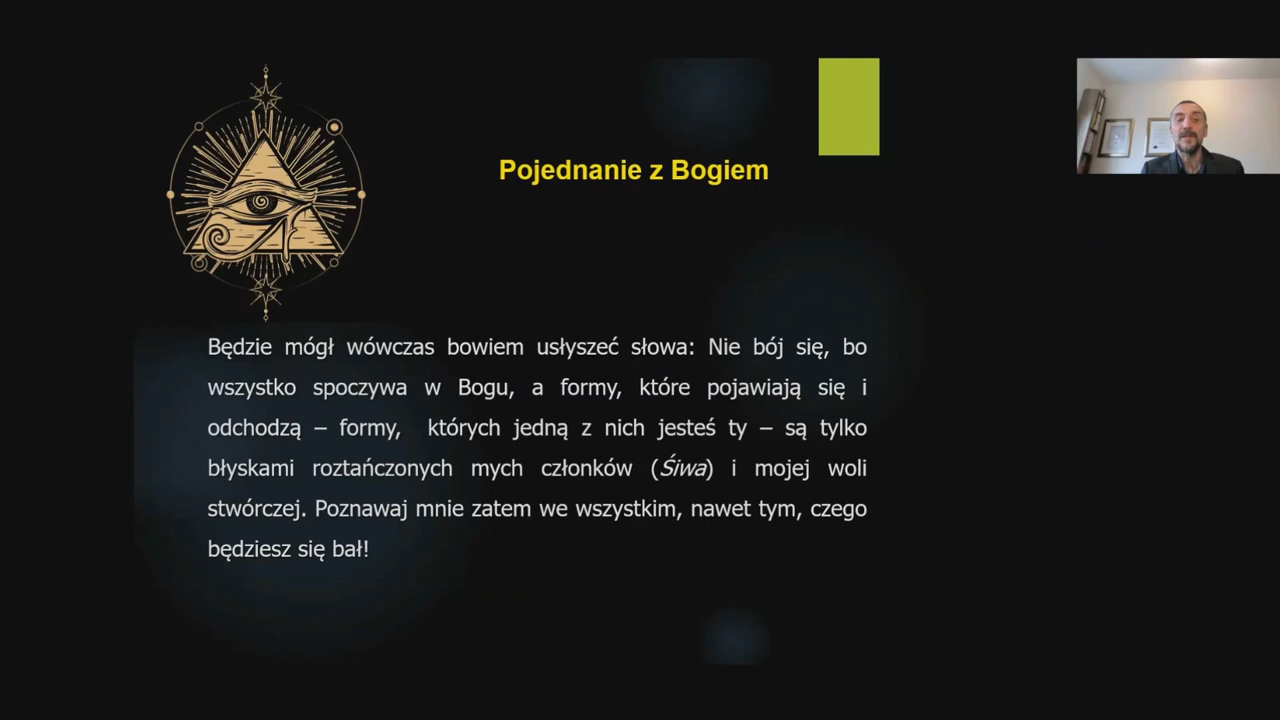 Pojednanie z Bogiem
Będzie mógł wówczas bowiem usłyszeć słowa: Nie bój się, bo
wszystko spoczywa w Bogu, a formy, które pojawiają się i
odchodzą – formy, których jedną z nich jesteś ty – są tylko
błyskami roztańczonych mych członków (Śiwa) i mojej woli
stwórczej. Poznawaj mnie zatem we wszystkim, nawet tym, czego
będziesz się bał!